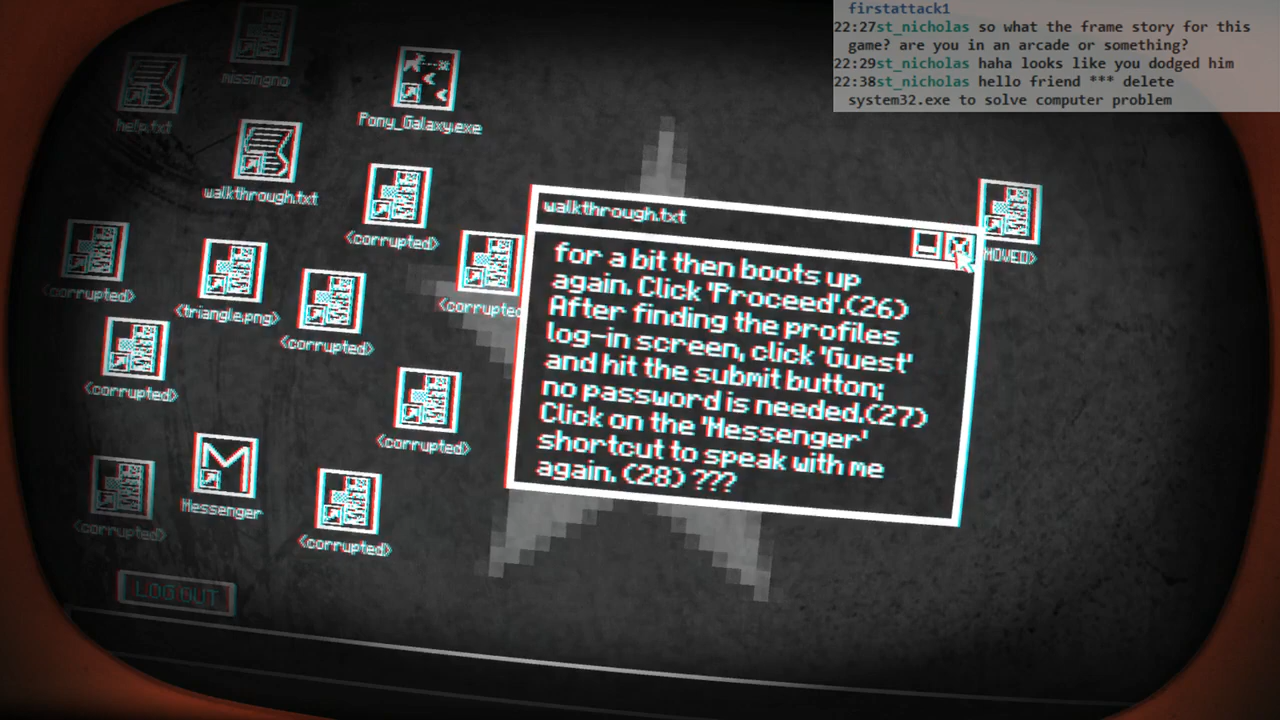 firstattack1
22:27st_nicholas so what the frame story for this
game? are you in an arcade or something?
22:29st_nicholas haha looks like you dodged him
22:38st_nicholas hello friend *** delete
system32.exe to solve computer problem
missingno
help.txt
Pony_Galaxy.exe
walkthrough.txt
<corrupted>
<corrupted>
<triangle.png>
<corrupted>
<corrupted
<corrupted>
<corrupted>
Messenger
<corrupted>
<corrupted>
LOG OUT
MOVED>
walkthrough.txt
for a bit then boots up
again. Click 'Proceed'.(26)
After finding the profiles
log-in screen, click 'Guest'
and hit the submit button;
no password is needed.(27)
Click on the 'Messenger'
shortcut to speak with me
again. (28) ???